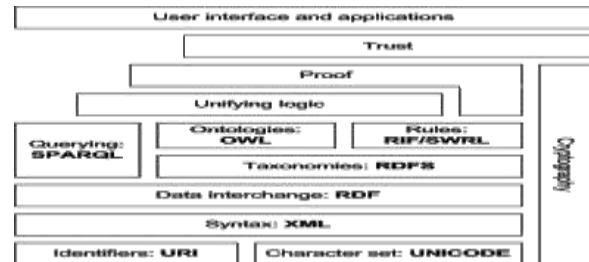 User interface and applications
Trust
Proof
Unifying logic
Querying:
SPARQL
Ontologies:
OWL
Rules:
RIF/SWRL
Taxonomies: RDFS
Data interchange: RDF
Syntax: XML
Identifiers: URI
Character set: UNICODE
Cryptography